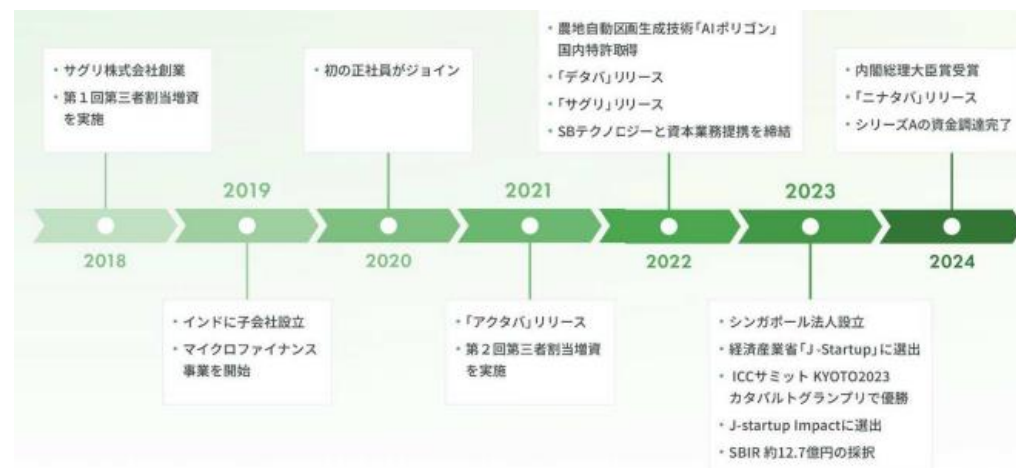 ・サグリ株式会社創業
・第1回第三者割当増資
を実施
2018
2019
・インドに子会社設立
・マイクロファイナンス
事業を開始
・初の正社員がジョイン
2020
2021
・「アクタバ」リリース
・第2回第三者割当増資
を実施
・農地自動区画生成技術「AIポリゴン」
国内特許取得
・「デタバ」リリース
・「サグリ」リリース
・SBテクノロジーと資本業務提携を締結
2022
2023
・シンガポール法人設立
・経済産業省「J-Startup」に選出
・ICCサミット KYOTO2023
カタパルトグランプリで優勝
・J-startup Impactに選出
・SBIR 約12.7億円の採択
・内閣総理大臣賞受賞
・「ニナタバ」リリース
・シリーズAの資金調達完了
2024